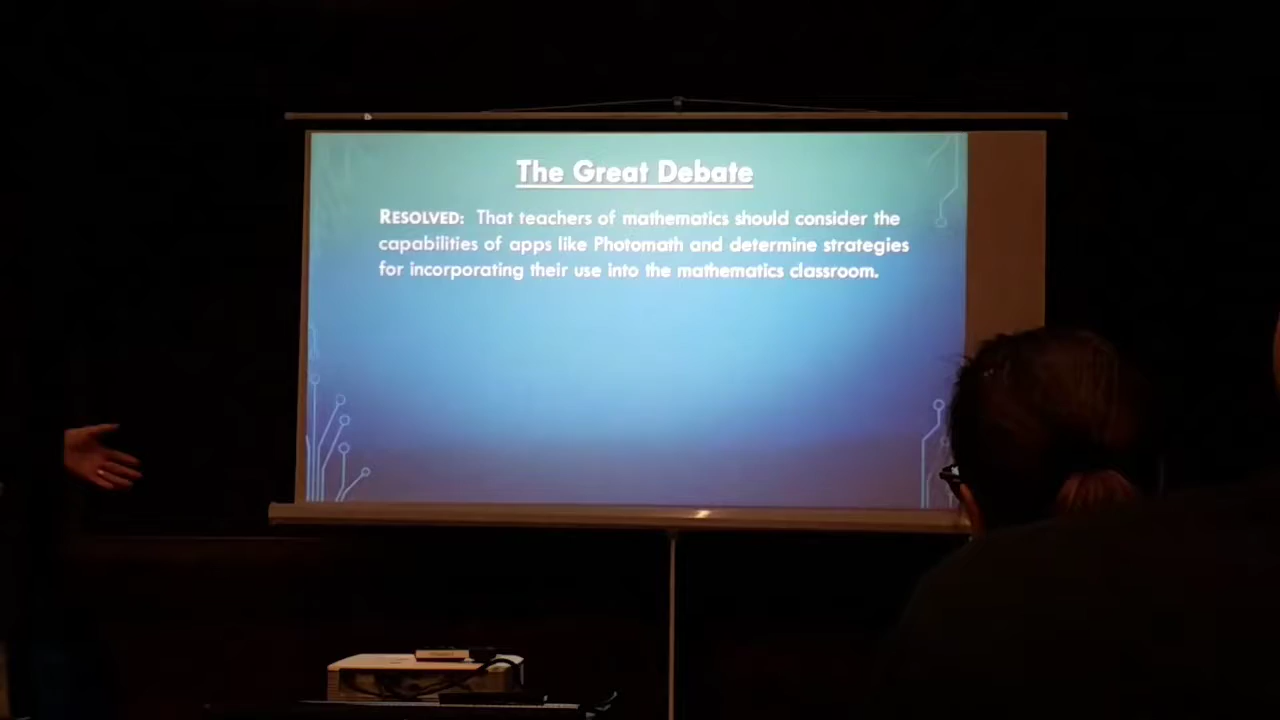 The Great Debate
RESOLVED: That teachers of mathematics should consider the
capabilities of apps like Photomath and determine strategies
for incorporating their use into the mathematics classroom.